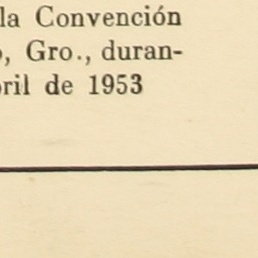 la Convención
, Gro., duran-
ril de 1953